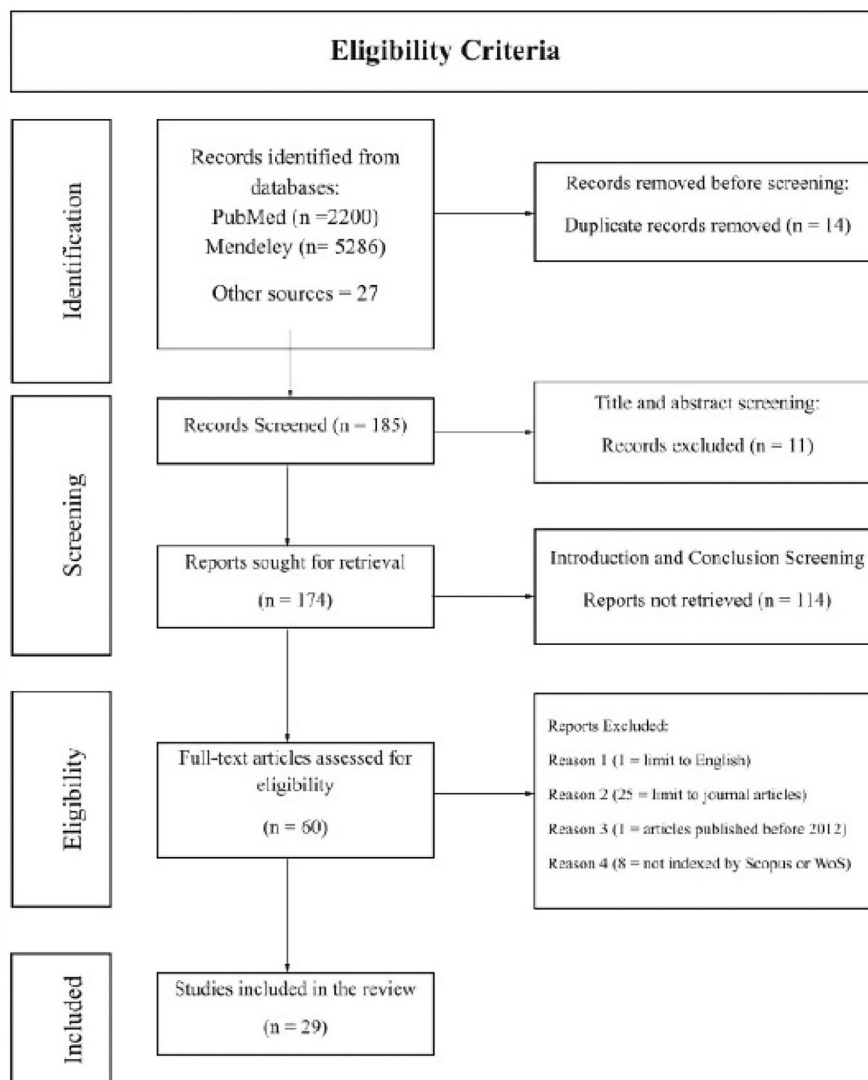 Eligibility Criteria
Identification
Records identified from
databases:
PubMed (n =2200)
Mendeley (n= 5286)
Other sources = 27
Records removed before screening:
Duplicate records removed (n = 14)
Screening
Records Screened (n = 185)
Title and abstract screening:
Records excluded (n = 11)
Reports sought for retrieval
(n = 174)
Introduction and Conclusion Screening
Reports not retrieved (n = 114)
Eligibility
Full-text articles assessed for
eligibility
(n = 60)
Reports Excluded:
Reason 1 (1 = limit to English)
Reason 2 (25 = limit to journal articles)
Reason 3 (1 = articles published before 2012)
Reason 4 (8 = not indexed by Scopus or WoS)
Included
Studies included in the review
(n = 29)